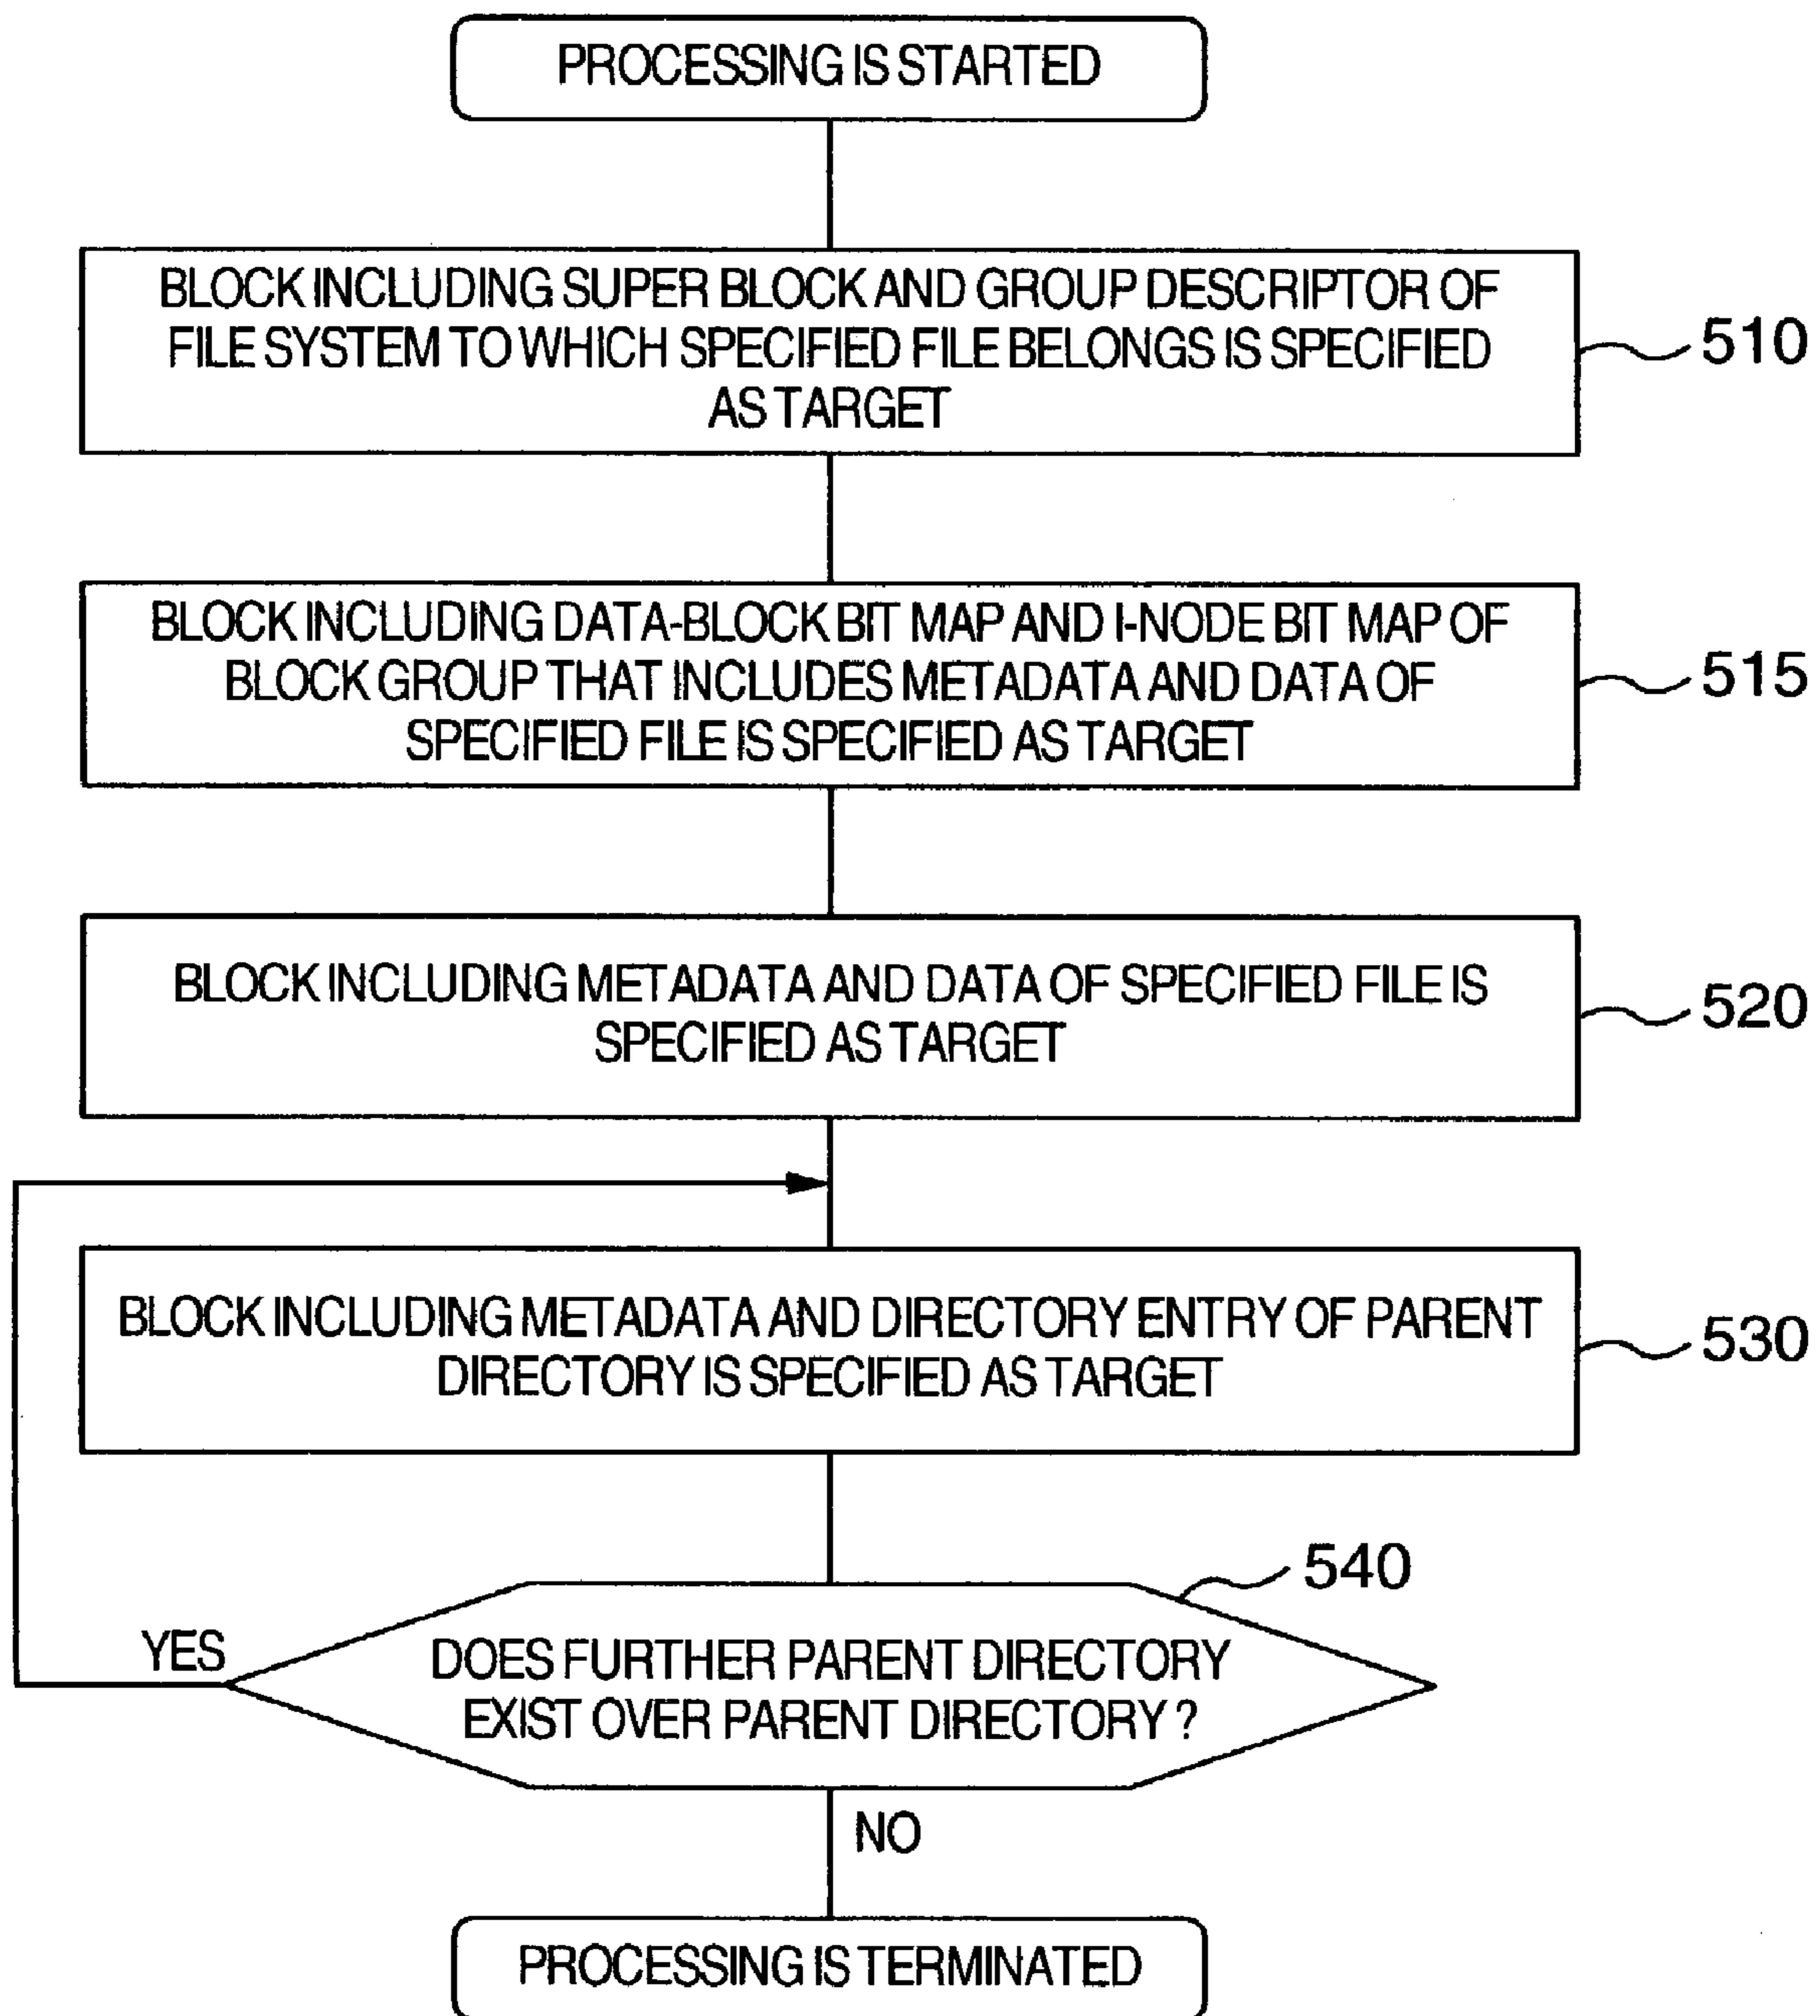 PROCESSING IS STARTED
BLOCK INCLUDING SUPER BLOCK AND GROUP DESCRIPTOR OF
FILE SYSTEM TO WHICH SPECIFIED FILE BELONGS IS SPECIFIED
AS TARGET
510
BLOCK INCLUDING DATA-BLOCK BIT MAP AND I-NODE BIT MAP OF
BLOCK GROUP THAT INCLUDES METADATA AND DATA OF
SPECIFIED FILE IS SPECIFIED AS TARGET
515
BLOCK INCLUDING METADATA AND DATA OF SPECIFIED FILE IS
SPECIFIED AS TARGET
520
BLOCK INCLUDING METADATA AND DIRECTORY ENTRY OF PARENT
DIRECTORY IS SPECIFIED AS TARGET
530
540
YES
DOES FURTHER PARENT DIRECTORY
EXIST OVER PARENT DIRECTORY ?
NO
PROCESSING IS TERMINATED